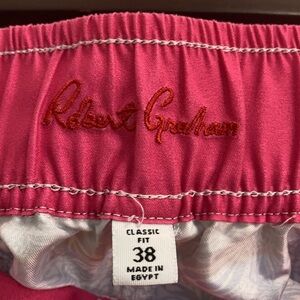 Robert Graham
CLASSIC
FIT
38
MADE IN
EGYPT